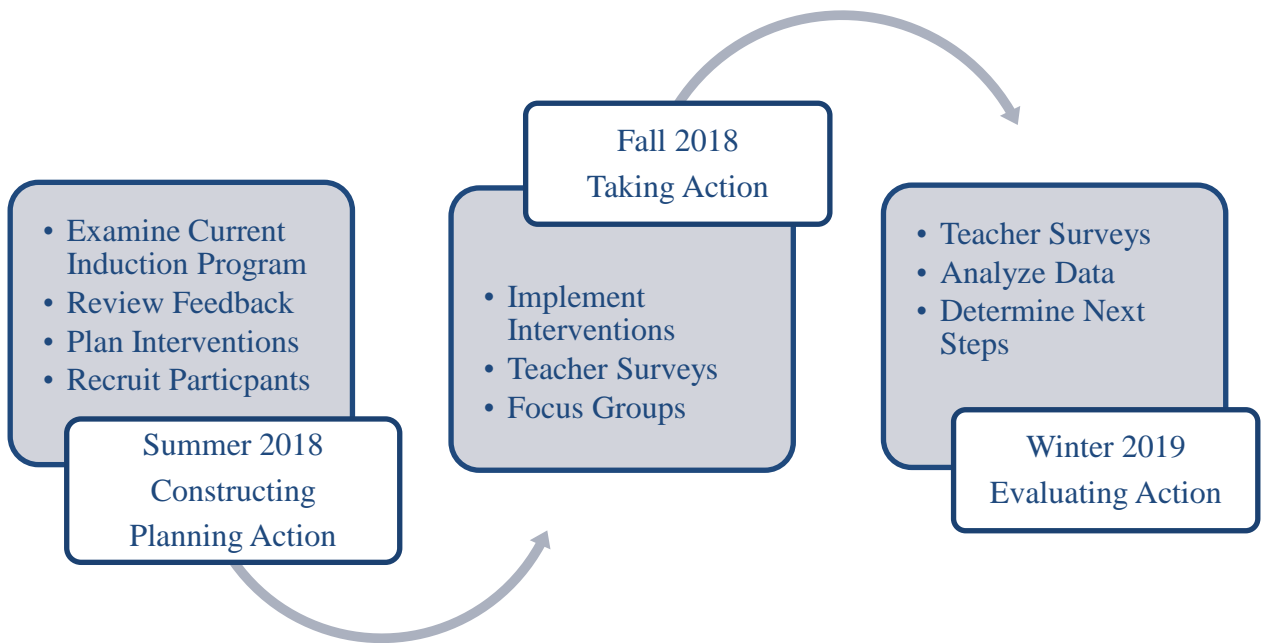 • Examine Current
Induction Program
• Review Feedback
• Plan Interventions
• Recruit Particpants
Summer 2018
Constructing
Planning Action
Fall 2018
Taking Action
• Implement
Interventions
• Teacher Surveys
• Focus Groups
• Teacher Surveys
• Analyze Data
• Determine Next
Steps
Winter 2019
Evaluating Action